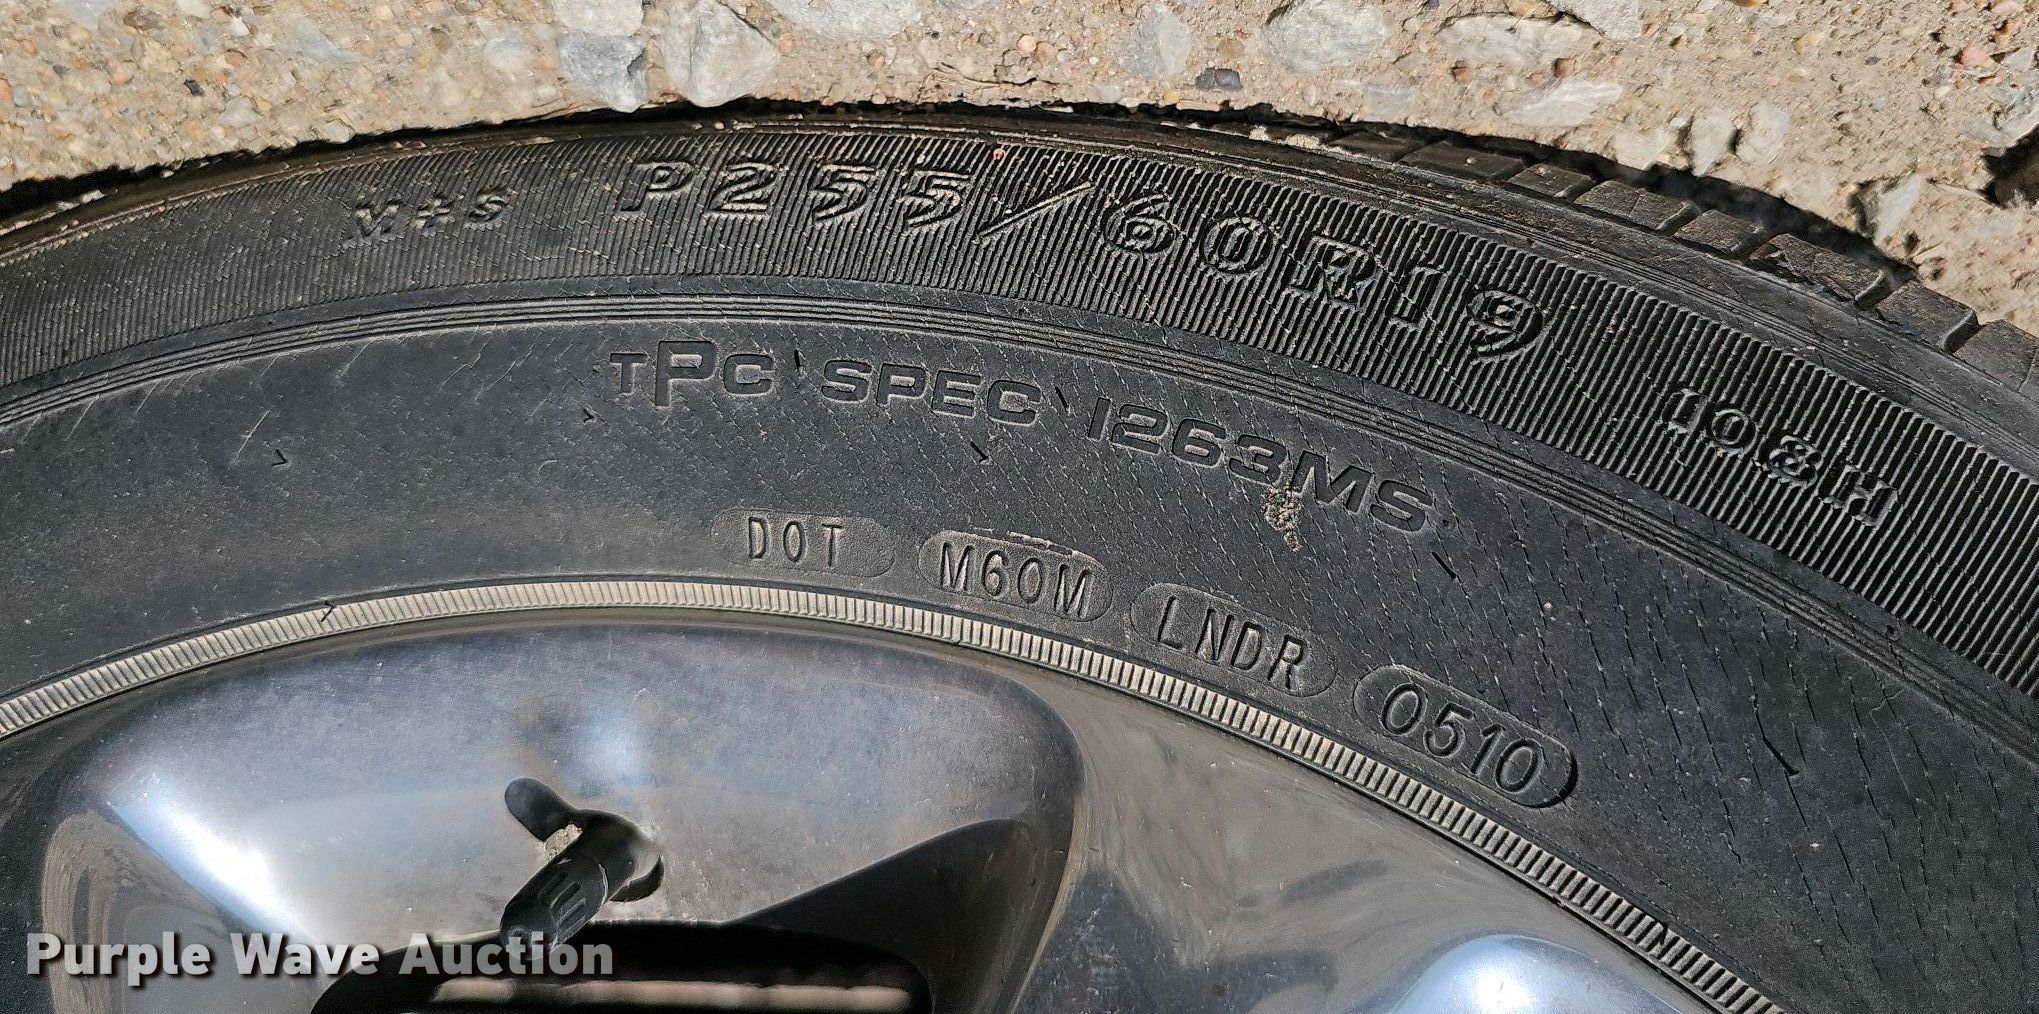 M+S P255/60R19 108H
TPC SPEC 1263MS
DOT M60M LNDR 0510
Purple Wave Auction